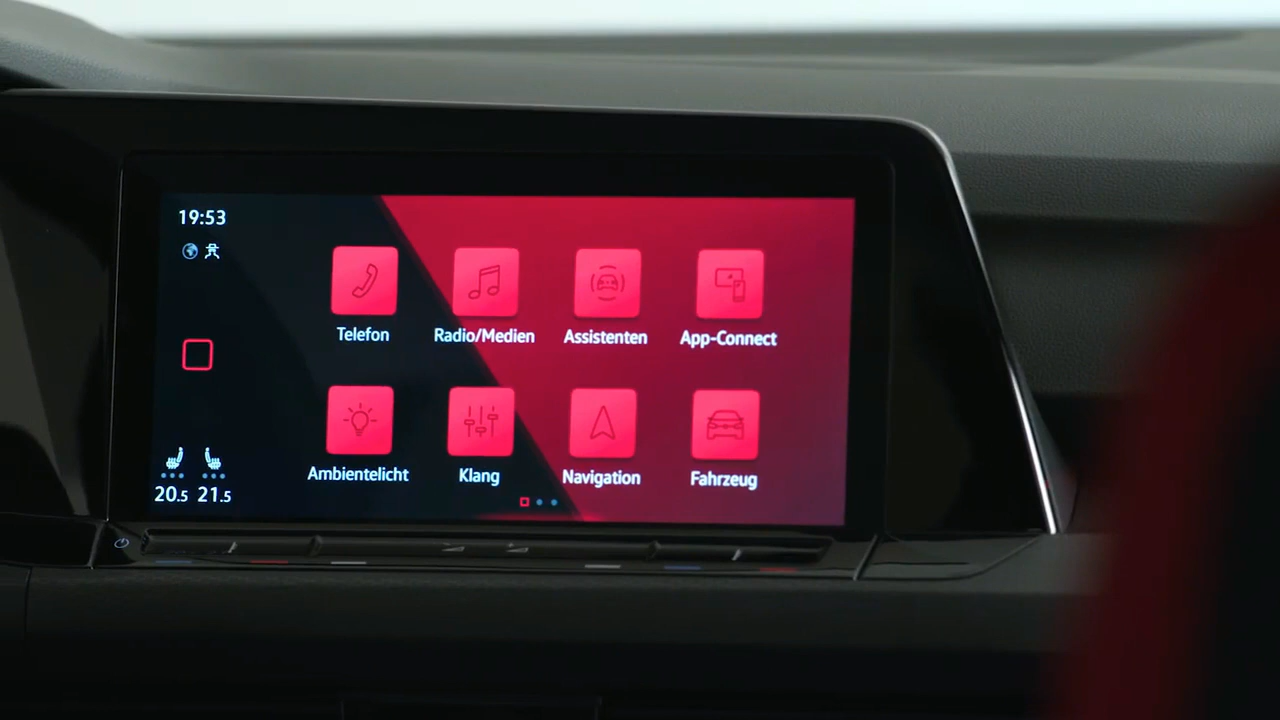 19:53
Telefon
Radio/Medien
Assistenten
App-Connect
Ambientelicht
Klang
Navigation
Fahrzeug
20.5 21.5